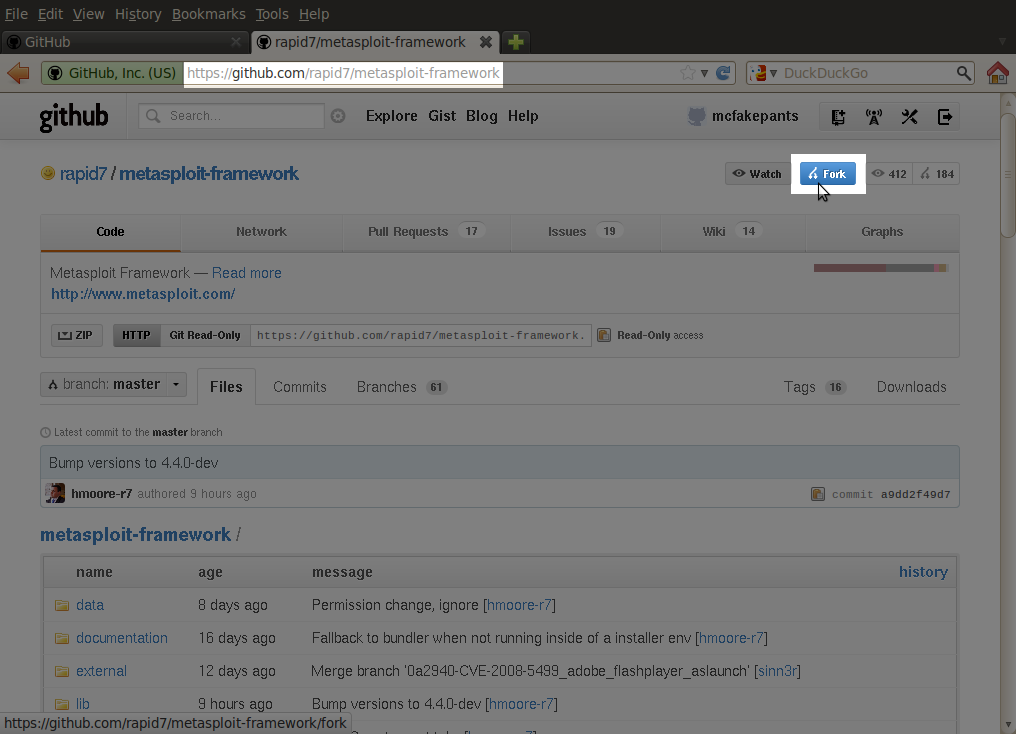 File Edit View History Bookmarks Tools Help
GitHub rapid7/metasploit-framework
GitHub, Inc. (US) https://github.com/rapid7/metasploit-framework DuckDuckGo
github Search... Explore Gist Blog Help mcfakepants
rapid7 / metasploit-framework Watch Fork 412 184
Code Network Pull Requests 17 Issues 19 Wiki 14 Graphs
Metasploit Framework — Read more
http://www.metasploit.com/
ZIP HTTP Git Read-Only https://github.com/rapid7/metasploit-framework. Read-Only access
branch: master Files Commits Branches 61 Tags 16 Downloads
Latest commit to the master branch
Bump versions to 4.4.0-dev
hmoore-r7 authored 9 hours ago commit a9dd2f49d7
metasploit-framework /
name age message history
data 8 days ago Permission change, ignore [hmoore-r7]
documentation 16 days ago Fallback to bundler when not running inside of a installer env [hmoore-r7]
external 12 days ago Merge branch '0a2940-CVE-2008-5499_adobe_flashplayer_aslaunch' [sinn3r]
lib 9 hours ago Bump versions to 4.4.0-dev [hmoore-r7]
https://github.com/rapid7/metasploit-framework/fork